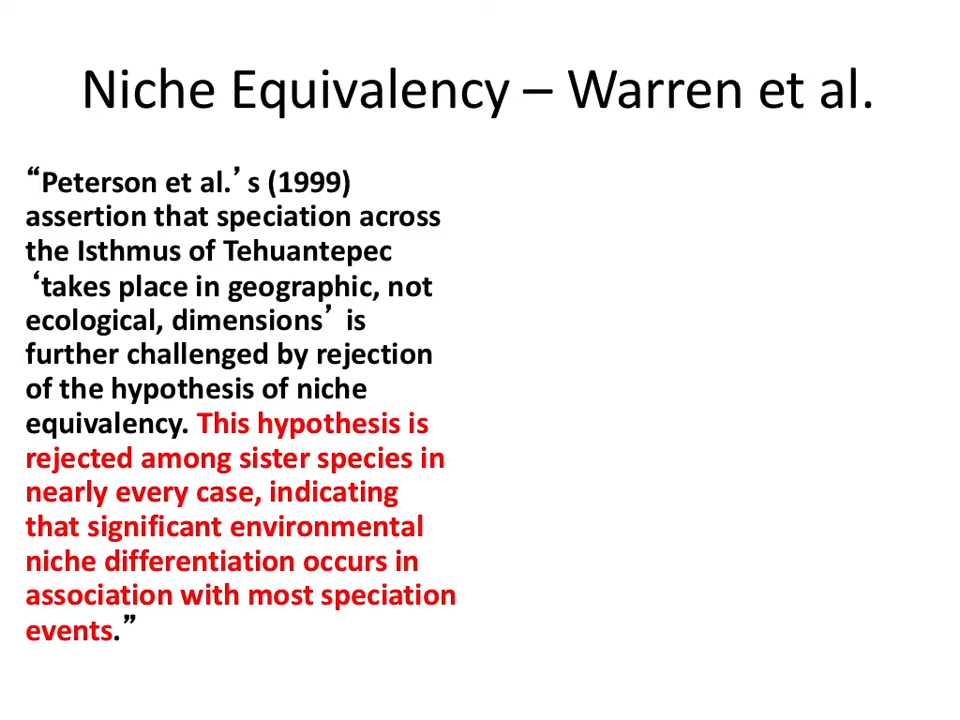 Niche Equivalency – Warren et al.
“Peterson et al.’s (1999)
assertion that speciation across
the Isthmus of Tehuantepec
‘takes place in geographic, not
ecological, dimensions’ is
further challenged by rejection
of the hypothesis of niche
equivalency. This hypothesis is
rejected among sister species in
nearly every case, indicating
that significant environmental
niche differentiation occurs in
association with most speciation
events.”